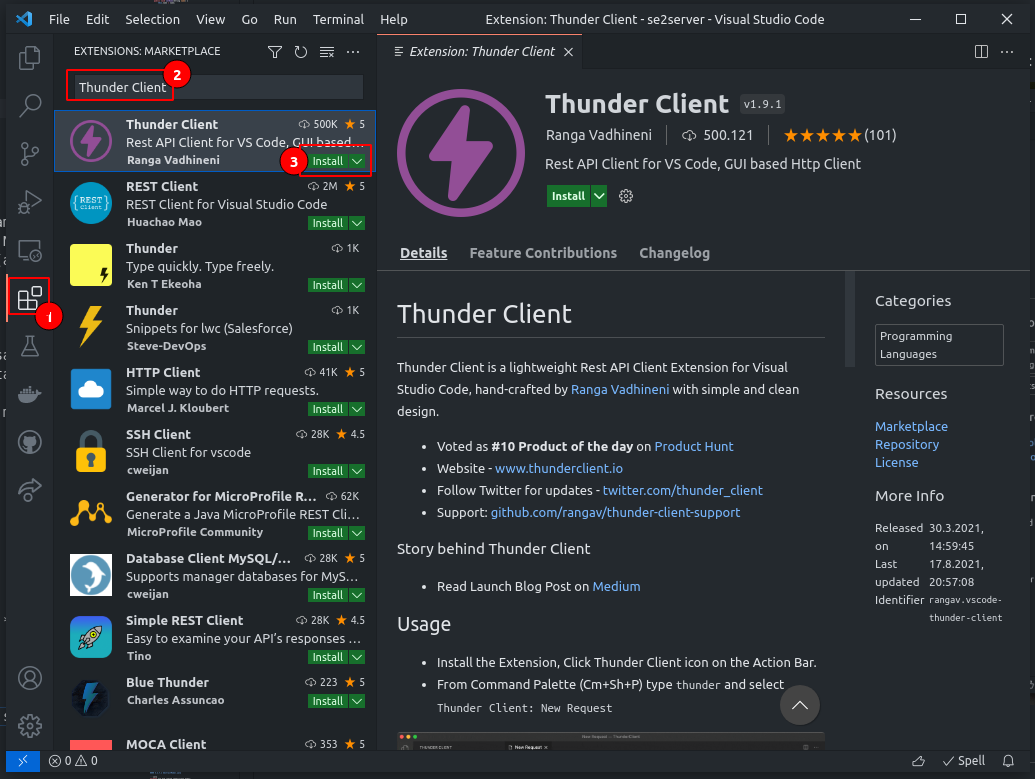 File Edit Selection View Go Run Terminal Help
Extension: Thunder Client - se2server - Visual Studio Code
EXTENSIONS: MARKETPLACE
Extension: Thunder Client
2
Thunder Client
Thunder Client 500K 5
Rest API Client for VS Code, GUI based...
Ranga Vadhineni
3
Install
REST Client 2M 5
REST Client for Visual Studio Code
Huachao Mao
Install
Thunder 1K
Type quickly. Type freely.
Ken T Ekeoha
Install
1
Thunder 1K
Snippets for lwc (Salesforce)
Steve-DevOps
Install
HTTP Client 41K 5
Simple way to do HTTP requests.
Marcel J. Kloubert
Install
SSH Client 28K 4.5
SSH Client for vscode
cweijan
Install
Generator for MicroProfile R... 62K
Generate a Java MicroProfile REST Cli...
MicroProfile Community
Install
Database Client MySQL/... 28K 5
Supports manager databases for MyS...
cweijan
Install
Simple REST Client 28K 4.5
Easy to examine your API's responses ...
Tino
Install
Blue Thunder 223 5
Charles Assuncao
Install
MOCA Client 353 5
{REST}
Client
Thunder Client v1.9.1
Ranga Vadhineni 500.121 (101)
Rest API Client for VS Code, GUI based Http Client
Install
Details Feature Contributions Changelog
Thunder Client
Thunder Client is a lightweight Rest API Client Extension for Visual
Studio Code, hand-crafted by Ranga Vadhineni with simple and clean
design.
• Voted as #10 Product of the day on Product Hunt
• Website - www.thunderclient.io
• Follow Twitter for updates - twitter.com/thunder_client
• Support: github.com/rangav/thunder-client-support
Story behind Thunder Client
• Read Launch Blog Post on Medium
Usage
• Install the Extension, Click Thunder Client icon on the Action Bar.
• From Command Palette (Cm+Sh+P) type thunder and select
Thunder Client: New Request
THUNDER CLIENT
New Request
Categories
Programming
Languages
Resources
Marketplace
Repository
License
More Info
Released on 30.3.2021, 14:59:45
Last updated 17.8.2021, 20:57:08
Identifier rangav.vscode-thunder-client
0 0
Spell